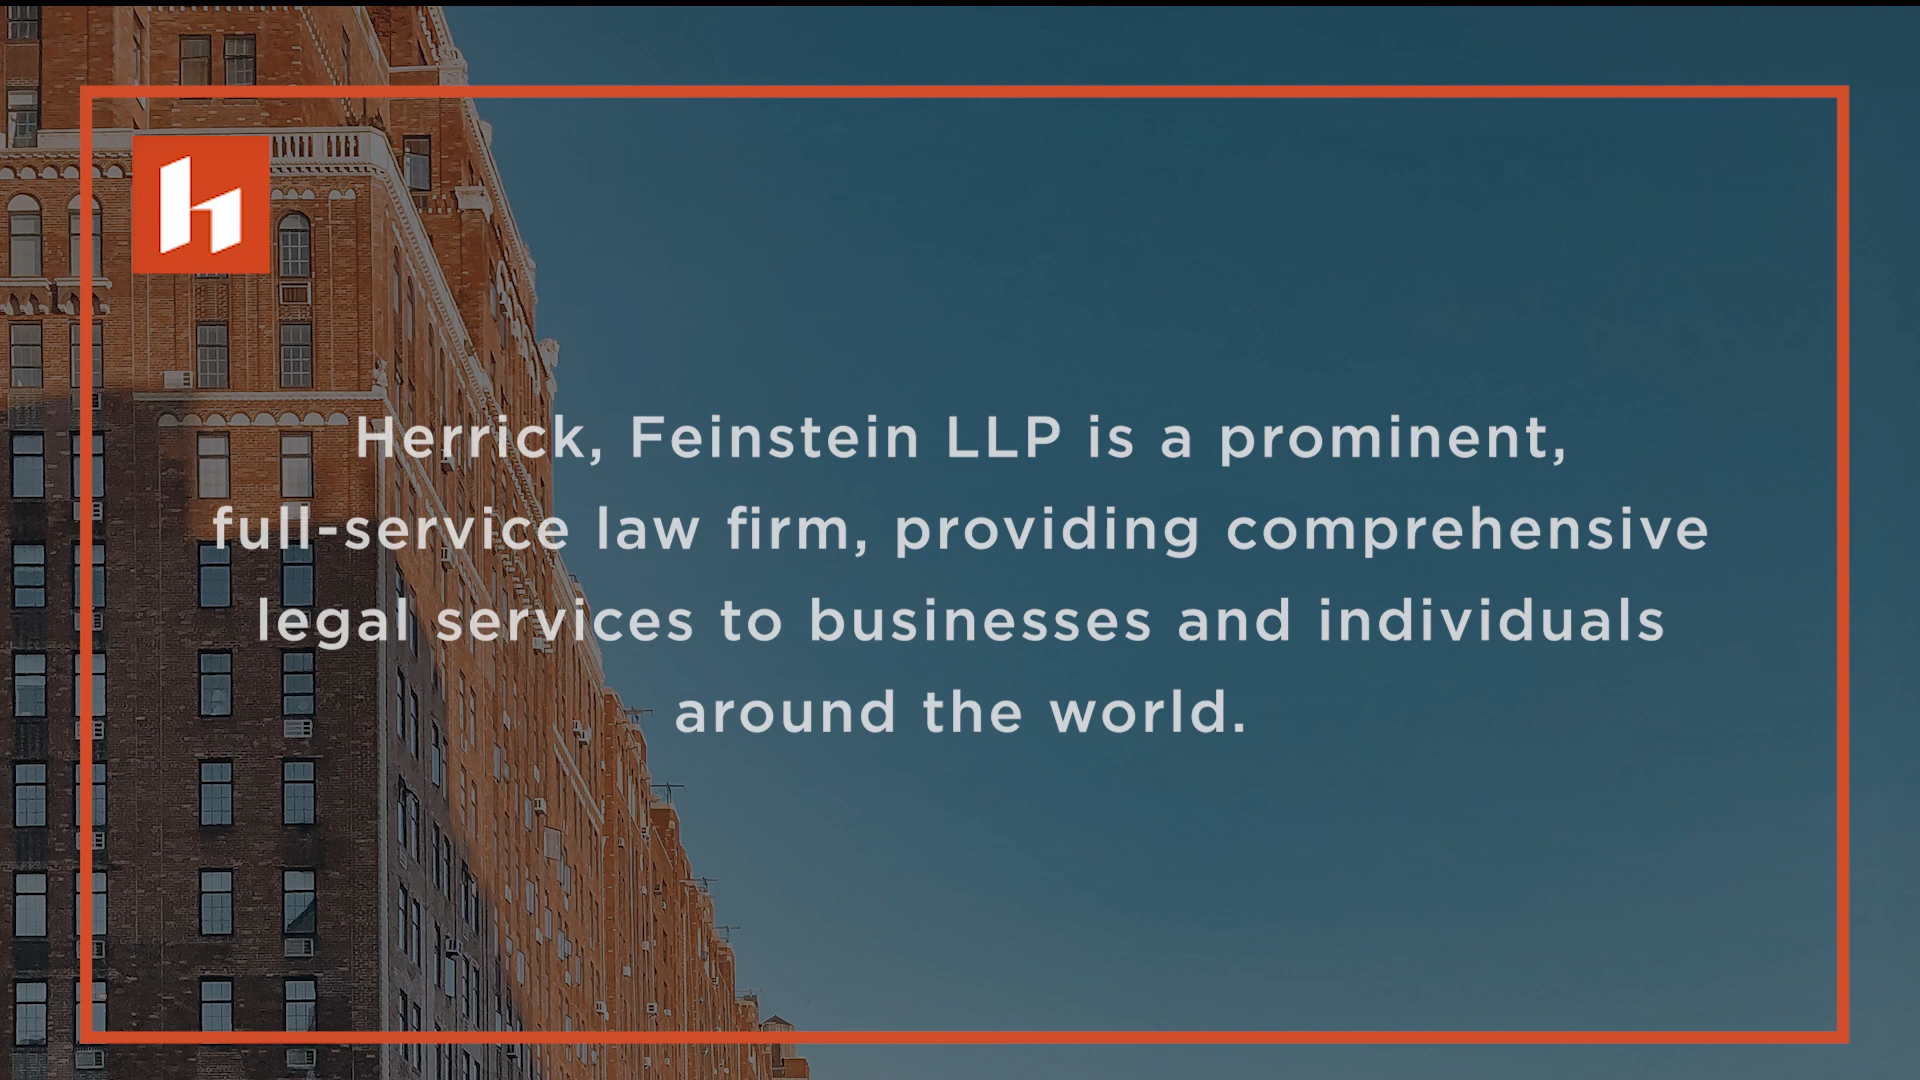 Herrick, Feinstein LLP is a prominent,
full-service law firm, providing comprehensive
legal services to businesses and individuals
around the world.